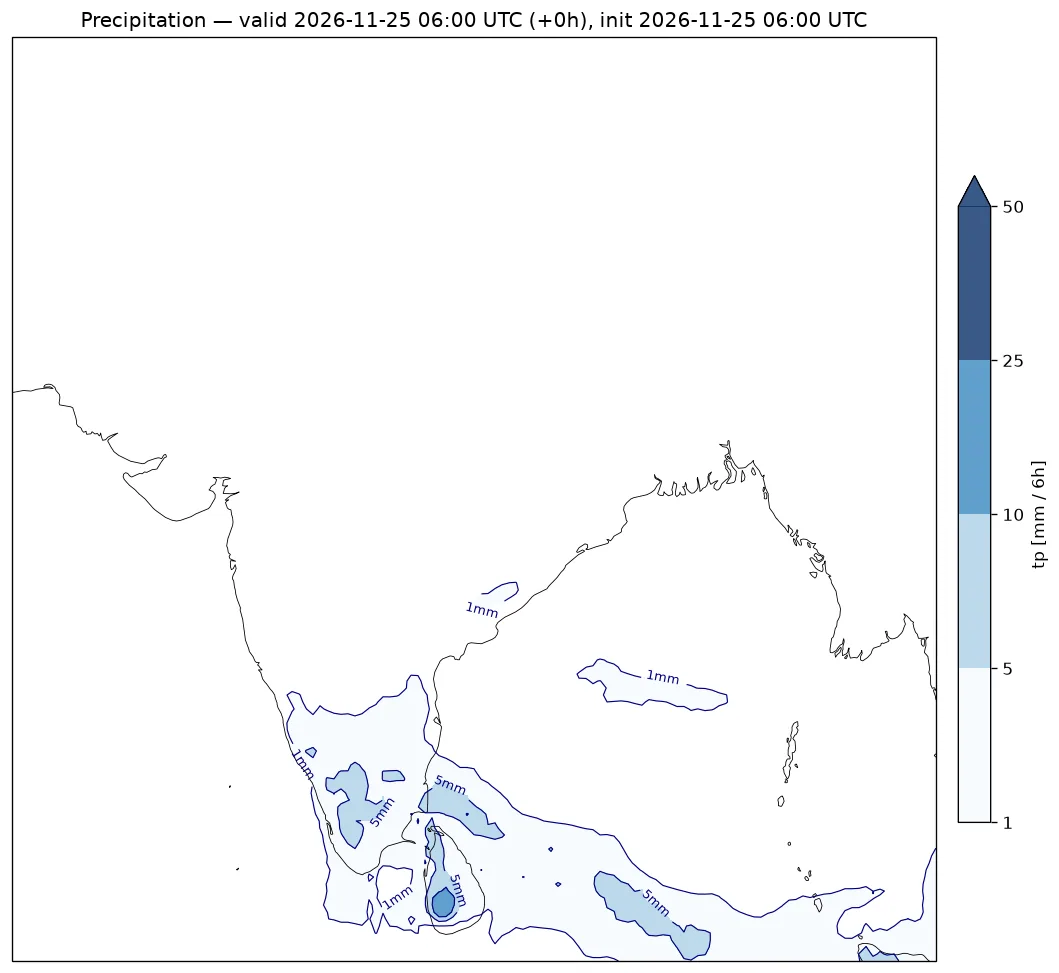 Precipitation — valid 2026-11-25 06:00 UTC (+0h), init 2026-11-25 06:00 UTC
50
25
10
5
1
tp [mm / 6h]
1mm
1mm
1mm
5mm
5mm
5mm
1mm
5mm